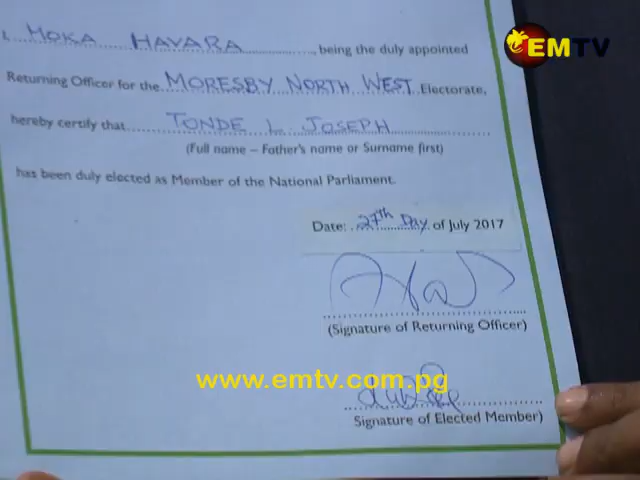 EMTV
I, MOKA HAVARA, being the duly appointed
Returning Officer for the MORESBY NORTH WEST Electorate,
hereby certify that TONDE L JOSEPH
(Full name – Father's name or Surname first)
has been duly elected as Member of the National Parliament.
Date: 27th DAY of July 2017
(Signature of Returning Officer)
www.emtv.com.pg
Signature of Elected Member)